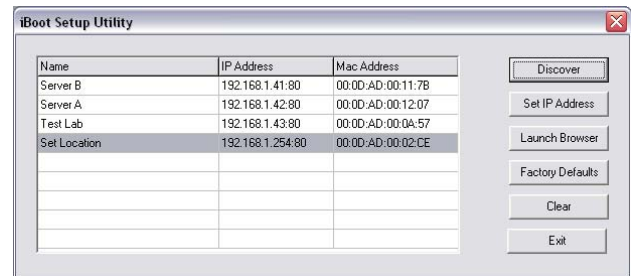 iBoot Setup Utility
Name IP Address Mac Address
Server B 192.168.1.41:80 00:0D:AD:00:11:7B
Server A 192.168.1.42:80 00:0D:AD:00:12:07
Test Lab 192.168.1.43:80 00:0D:AD:00:0A:57
Set Location 192.168.1.254:80 00:0D:AD:00:02:CE
Discover
Set IP Address
Launch Browser
Factory Defaults
Clear
Exit